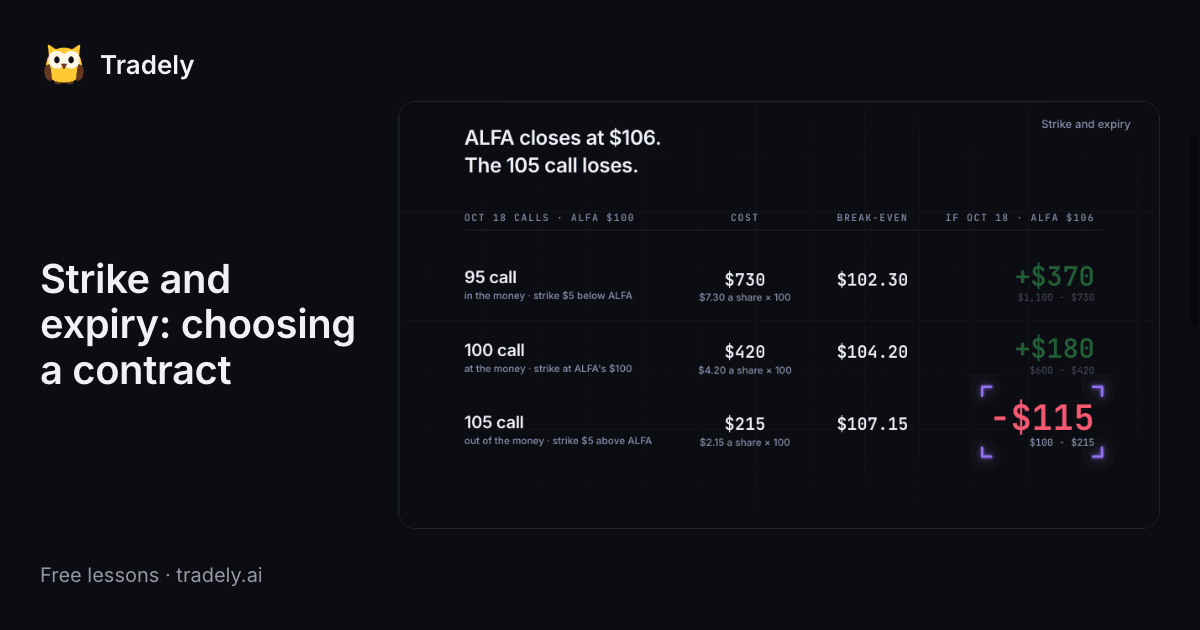 Tradely
Strike and expiry
ALFA closes at $106.
The 105 call loses.
OCT 18 CALLS · ALFA $100 COST BREAK-EVEN IF OCT 18 · ALFA $106
95 call $730 $102.30 +$370
in the money · strike $5 below ALFA $7.30 a share × 100 $1,100 - $730
100 call $420 $104.20 +$180
at the money · strike at ALFA's $100 $4.20 a share × 100 $600 - $420
105 call $215 $107.15 -$115
out of the money · strike $5 above ALFA $2.15 a share × 100 $100 - $215
Strike and
expiry: choosing
a contract
Free lessons · tradely.ai